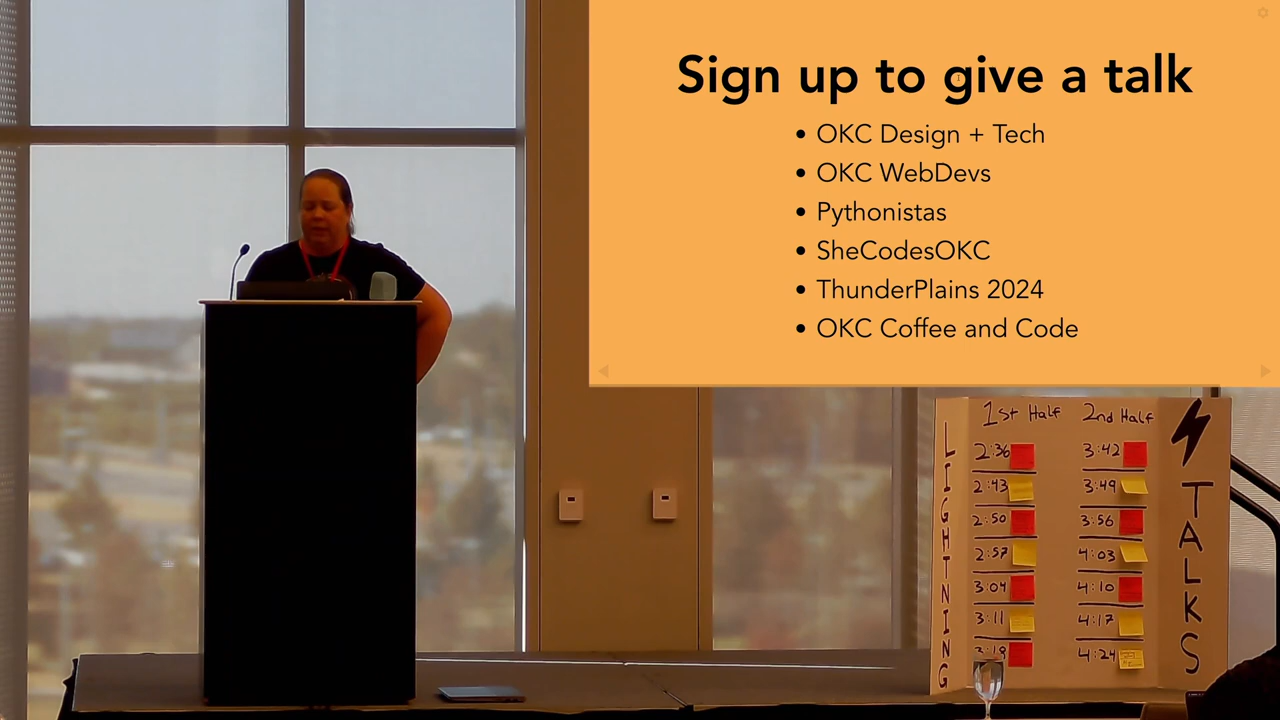 Sign up to give a talk
• OKC Design + Tech
• OKC WebDevs
• Pythonistas
• SheCodesOKC
• ThunderPlains 2024
• OKC Coffee and Code
LIGHTNING
1st Half
2:36
2:43
2:50
2:57
3:04
3:11
3:19
2nd Half
3:42
3:49
3:56
4:03
4:10
4:17
4:24
TALKS